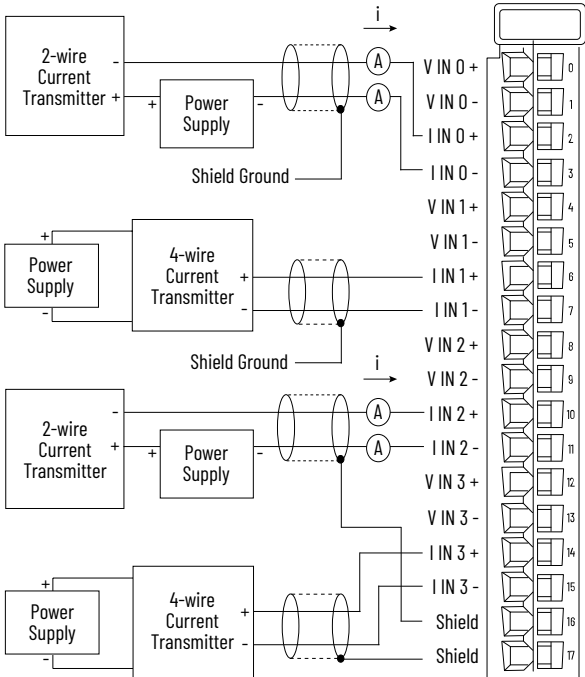 i
2-wire
Current
Transmitter
-
+
+
Power
Supply
-
A
A
Shield Ground
V IN 0 +
0
V IN 0 -
1
I IN 0 +
2
I IN 0 -
3
V IN 1 +
4
V IN 1 -
5
+
Power
Supply
-
4-wire
Current
Transmitter
+
-
I IN 1 +
6
I IN 1 -
7
Shield Ground
V IN 2 +
8
V IN 2 -
9
i
2-wire
Current
Transmitter
-
+
+
Power
Supply
-
A
A
I IN 2 +
10
I IN 2 -
11
V IN 3 +
12
V IN 3 -
13
I IN 3 +
14
I IN 3 -
15
+
Power
Supply
-
4-wire
Current
Transmitter
+
-
Shield
16
Shield
17